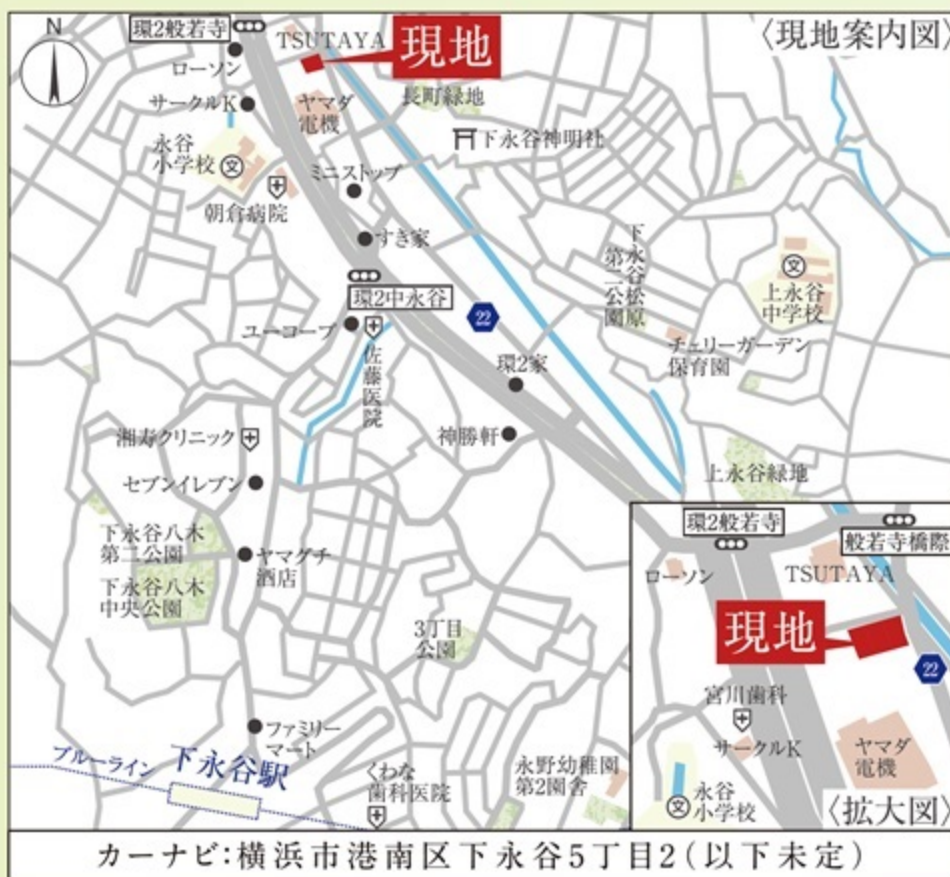 N
環2般若寺
TSUTAYA
現地
〈現地案内図〉
ローソン
サークルK
ヤマダ
電機
長町緑地
永谷
小学校
文
下永谷神明社
ミニストップ
朝倉病院
すき家
下永谷松原
第二公園
文
上永谷
中学校
環2中永谷
22
ユーコープ
佐藤医院
チェリーガーデン
保育園
環2家
湘寿クリニック
神勝軒
セブンイレブン
上永谷緑地
下永谷八木
第二公園
ヤマグチ
酒店
下永谷八木
中央公園
3丁目
公園
ファミリー
マート
ブルーライン
下永谷駅
くわな
歯科医院
永野幼稚園
第2園舎
環2般若寺
般若寺橋際
ローソン
TSUTAYA
現地
22
宮川歯科
サークルK
ヤマダ
電機
文
永谷
小学校
〈拡大図〉
カーナビ:横浜市港南区下永谷5丁目2(以下未定)